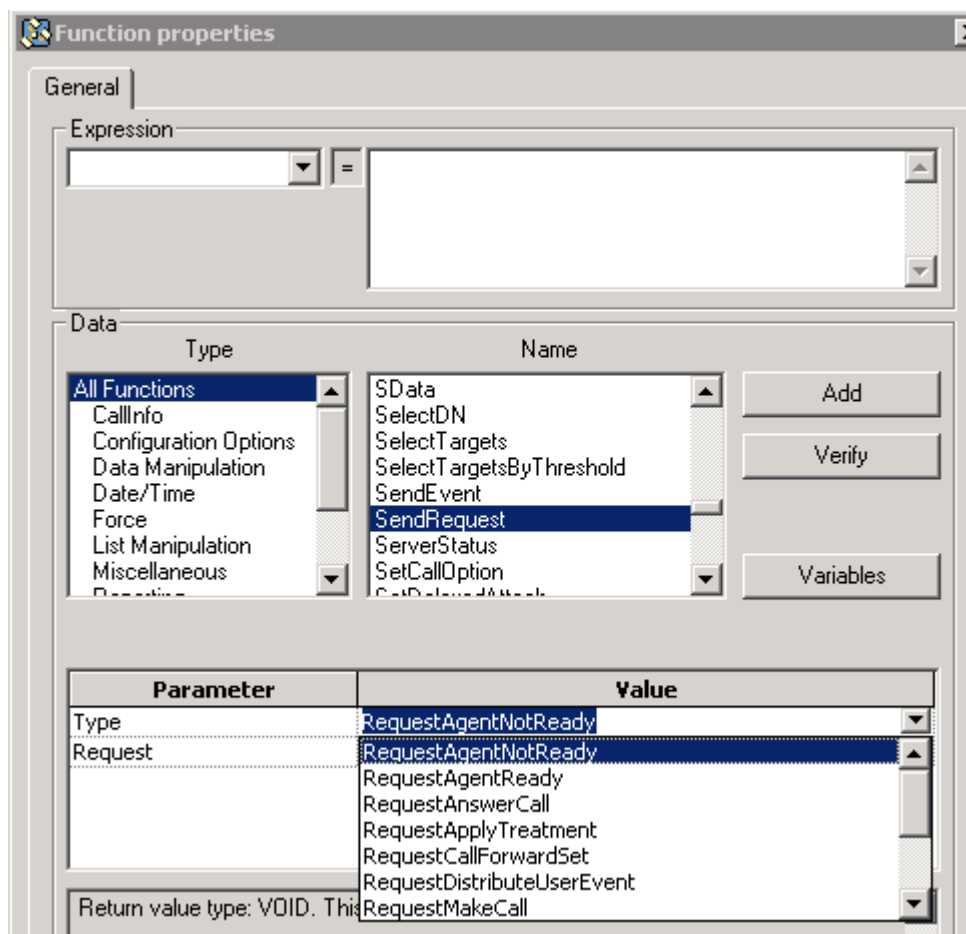 Function properties
General
Expression
=
Data
Type
Name
All Functions
CallInfo
Configuration Options
Data Manipulation
Date/Time
Force
List Manipulation
Miscellaneous
SData
SelectDN
SelectTargets
SelectTargetsByThreshold
SendEvent
SendRequest
ServerStatus
SetCallOption
Add
Verify
Variables
Parameter Value
Type RequestAgentNotReady
Request RequestAgentNotReady
RequestAgentReady
RequestAnswerCall
RequestApplyTreatment
RequestCallForwardSet
RequestDistributeUserEvent
Return value type: VOID. This RequestMakeCall